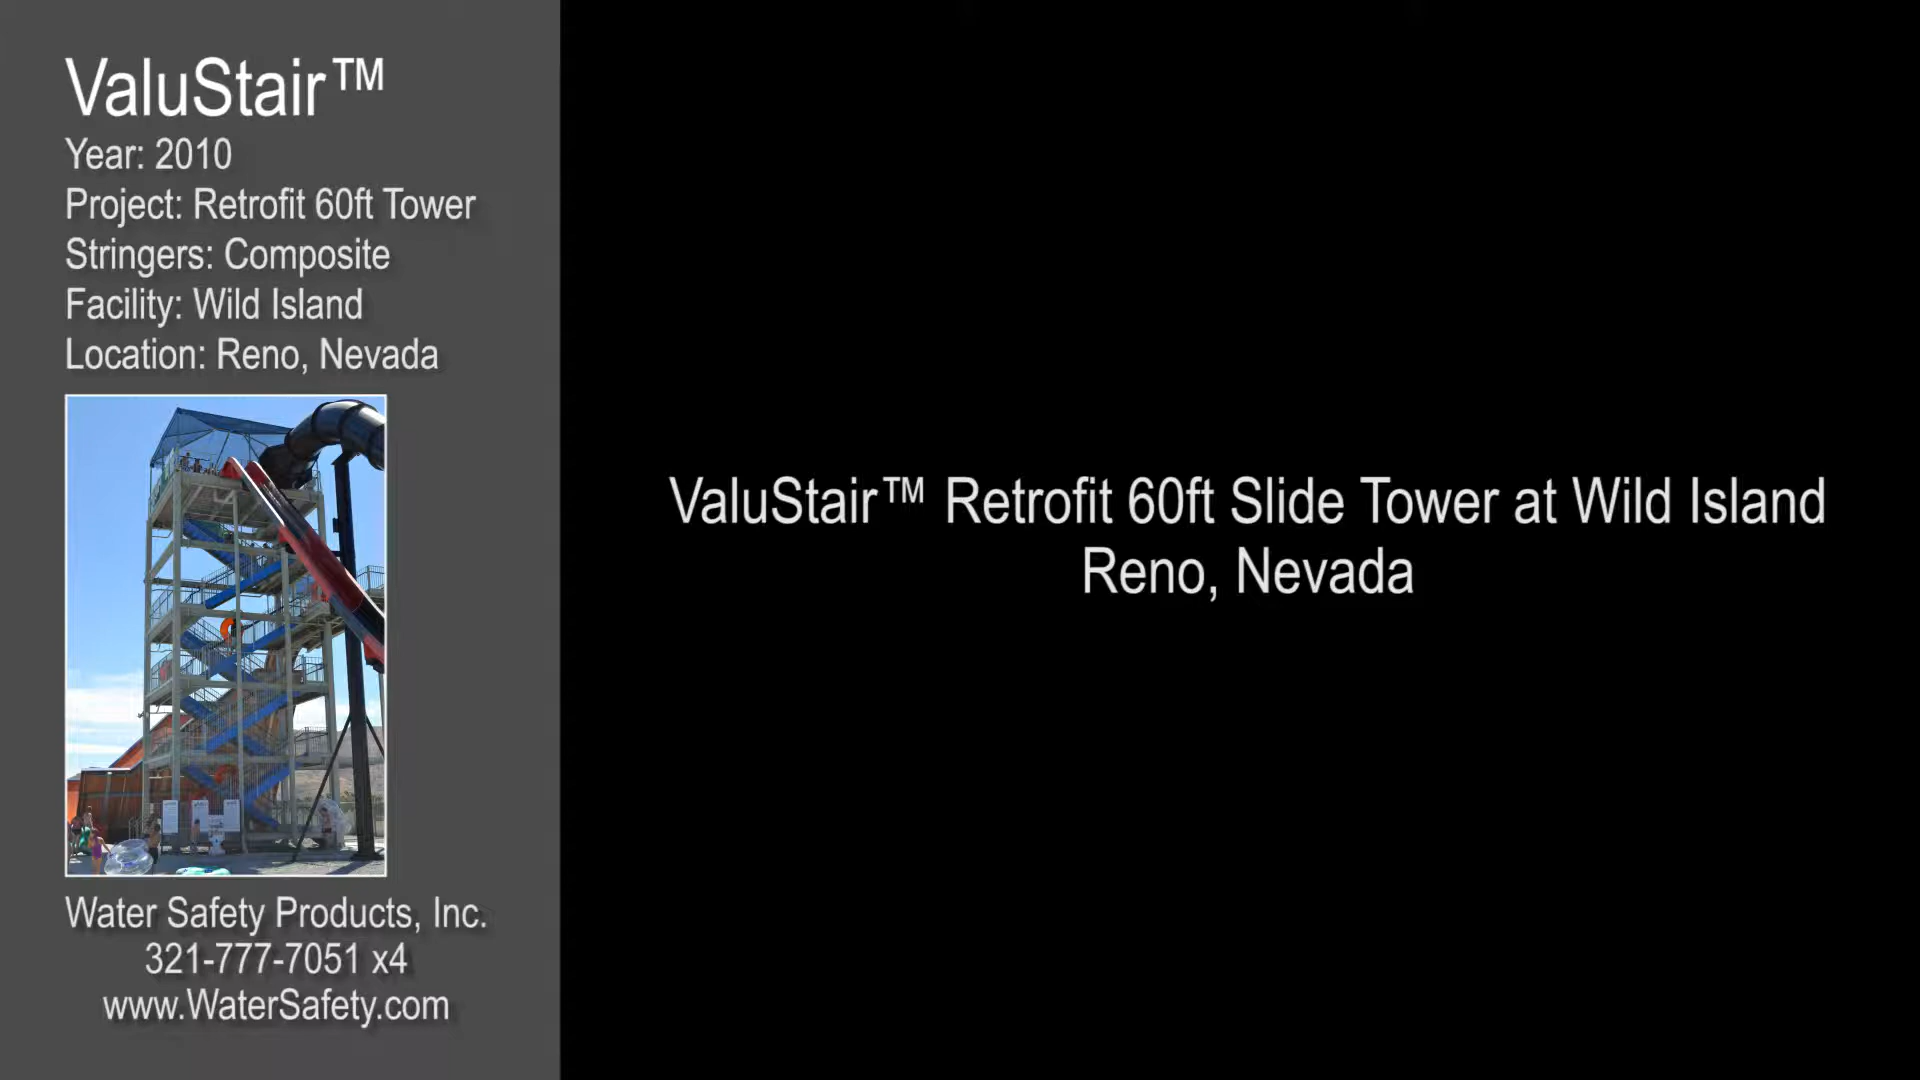 ValuStair™
Year: 2010
Project: Retrofit 60ft Tower
Stringers: Composite
Facility: Wild Island
Location: Reno, Nevada
Water Safety Products, Inc.
321-777-7051 x4
www.WaterSafety.com
ValuStair™ Retrofit 60ft Slide Tower at Wild Island
Reno, Nevada